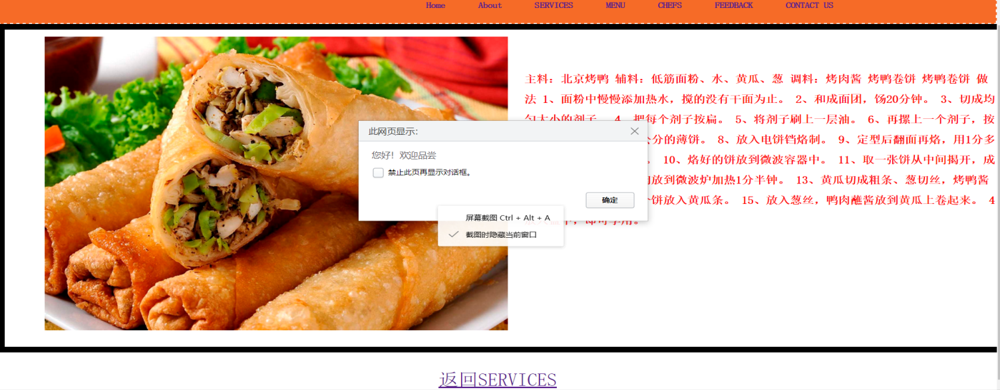 Home About SERVICES MENU CHEFS FEEDBACK CONTACT US
主料：北京烤鸭 辅料：低筋面粉、水、黄瓜、葱 调料：烤肉酱 烤鸭卷饼 烤鸭卷饼 做
法 1、面粉中慢慢添加热水，搅的没有干面为止。 2、和成面团，饧20分钟。 3、切成均
匀大小的剂子。 4、把每个剂子按扁。 5、将剂子刷上一层油。 6、再摞上一个剂子，按
公分的薄饼。 8、放入电饼铛烙制。 9、定型后翻面再烙，用1分多
。 10、烙好的饼放到微波容器中。 11、取一张饼从中间揭开，成
放到微波炉加热1分半钟。 13、黄瓜切成粗条、葱切丝，烤鸭酱
饼放入黄瓜条。 15、放入葱丝，鸭肉蘸酱放到黄瓜上卷起来。 4
，即可享用。
此网页显示：
您好！欢迎品尝
禁止此页再显示对话框。
确定
屏幕截图 Ctrl + Alt + A
截图时隐藏当前窗口
返回SERVICES